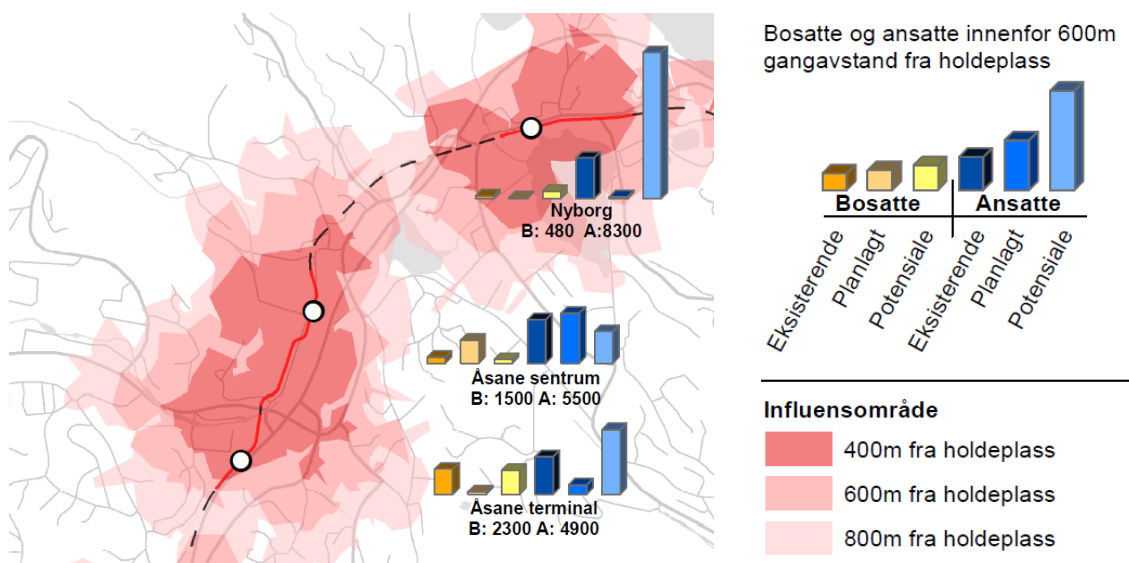 Nyborg
B: 480 A:8300
Åsane sentrum
B: 1500 A: 5500
Åsane terminal
B: 2300 A: 4900
Bosatte og ansatte innenfor 600m
gangavstand fra holdeplass
Bosatte
Ansatte
Eksisterende
Planlagt
Potensiale
Eksisterende
Planlagt
Potensiale
Influensområde
400m fra holdeplass
600m fra holdeplass
800m fra holdeplass